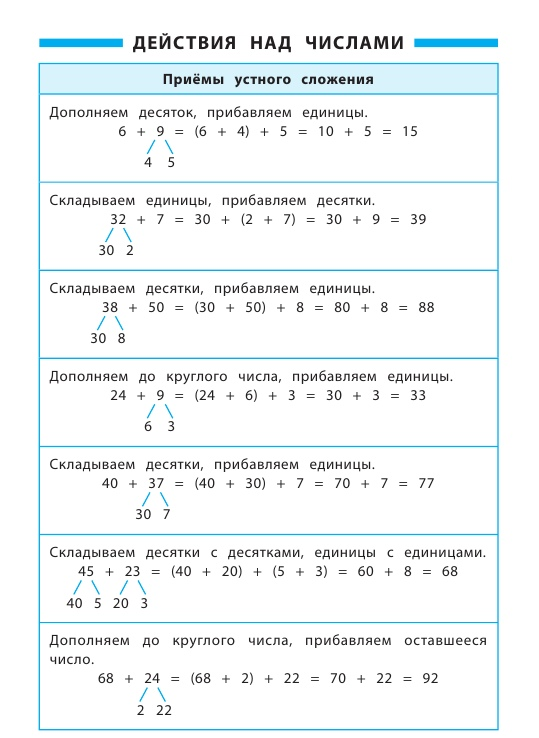 ДЕЙСТВИЯ НАД ЧИСЛАМИ
Приёмы устного сложения
Дополняем десяток, прибавляем единицы.
6 + 9 = (6 + 4) + 5 = 10 + 5 = 15
4 5
Складываем единицы, прибавляем десятки.
32 + 7 = 30 + (2 + 7) = 30 + 9 = 39
30 2
Складываем десятки, прибавляем единицы.
38 + 50 = (30 + 50) + 8 = 80 + 8 = 88
30 8
Дополняем до круглого числа, прибавляем единицы.
24 + 9 = (24 + 6) + 3 = 30 + 3 = 33
6 3
Складываем десятки, прибавляем единицы.
40 + 37 = (40 + 30) + 7 = 70 + 7 = 77
30 7
Складываем десятки с десятками, единицы с единицами.
45 + 23 = (40 + 20) + (5 + 3) = 60 + 8 = 68
40 5 20 3
Дополняем до круглого числа, прибавляем оставшееся
число.
68 + 24 = (68 + 2) + 22 = 70 + 22 = 92
2 22